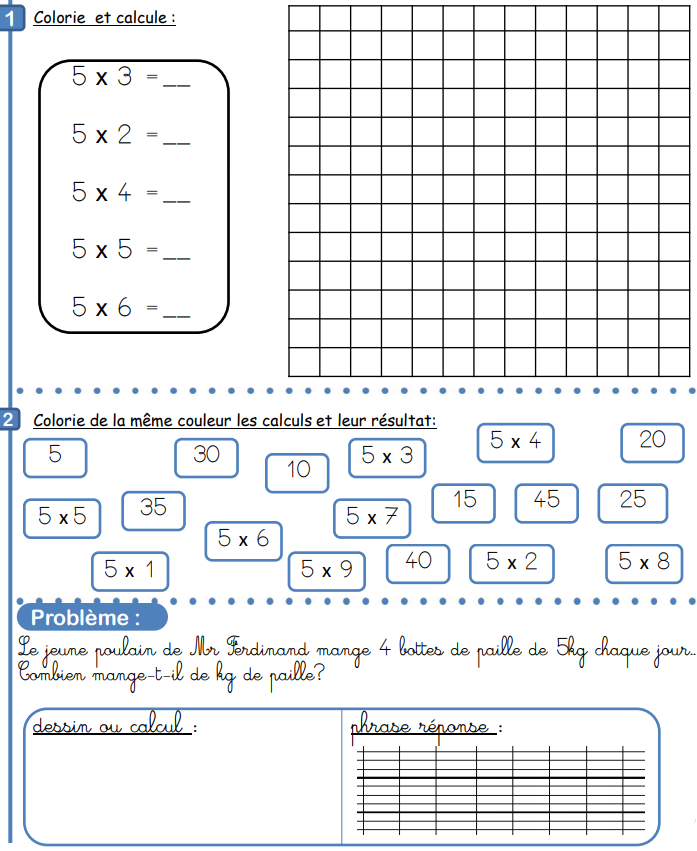 1 Colorie et calcule :
5 x 3 = __
5 x 2 = __
5 x 4 = __
5 x 5 = __
5 x 6 = __
2 Colorie de la même couleur les calculs et leur résultat:
5 30 10 5 x 3 5 x 4 20
5 x 5 35 5 x 6 5 x 7 15 45 25
5 x 1 5 x 9 40 5 x 2 5 x 8
Problème :
Le jeune poulain de Mr Ferdinand mange 4 bottes de paille de 5kg chaque jour..
Combien mange-t-il de kg de paille?
dessin ou calcul : phrase réponse :